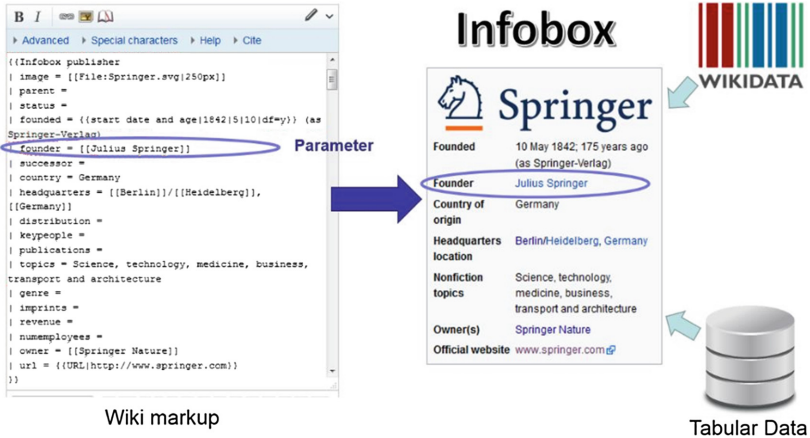 B I
Advanced Special characters Help Cite
{{Infobox publisher
| image = [[File:Springer.svg|250px]]
| parent =
| status =
| founded = {{start date and age|1842|5|10|df=y}} (as
Springer-Verlag)
| founder = [[Julius Springer]]
| successor =
| country = Germany
| headquarters = [[Berlin]]/[[Heidelberg]],
[[Germany]]
| distribution =
| keypeople =
| publications =
| topics = Science, technology, medicine, business,
transport and architecture
| genre =
| imprints =
| revenue =
| numemployees =
| owner = [[Springer Nature]]
| url = {{URL|http://www.springer.com}}
}}
Wiki markup
Parameter
Infobox
Springer
Founded 10 May 1842; 175 years ago
(as Springer-Verlag)
Founder Julius Springer
Country of Germany
origin
Headquarters Berlin/Heidelberg, Germany
location
Nonfiction Science, technology,
topics medicine, business,
transport and architecture
Owner(s) Springer Nature
Official website www.springer.com
WIKIDATA
Tabular Data